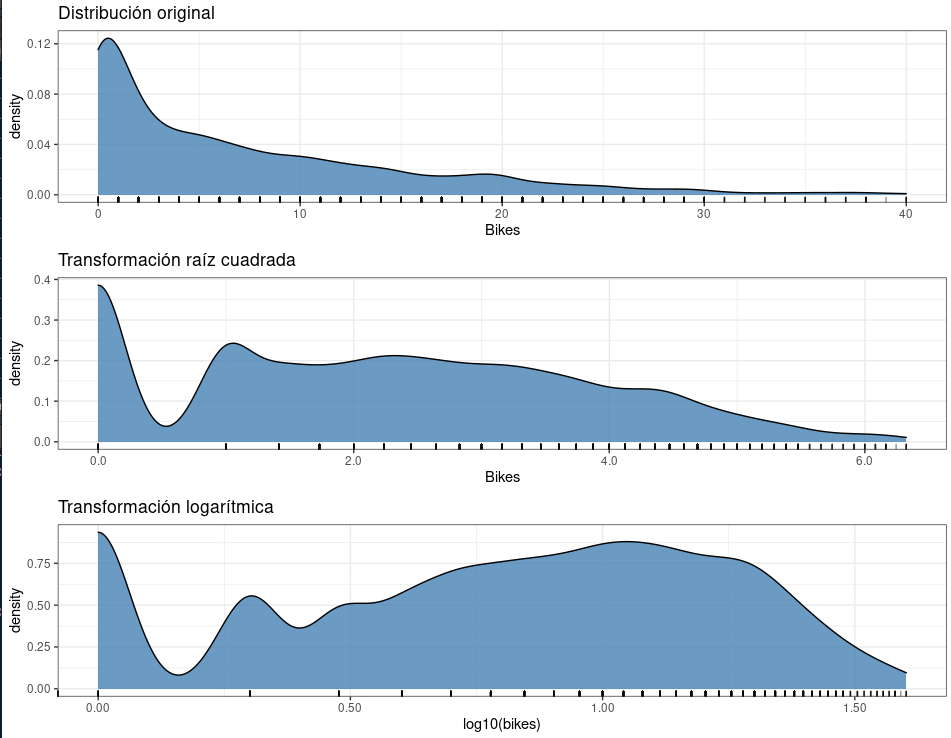 Distribución original
0.12
0.08
0.04
0.00
density
0 10 20 30 40
Bikes
Transformación raíz cuadrada
0.4
0.3
0.2
0.1
0.0
density
0.0 2.0 4.0 6.0
Bikes
Transformación logarítmica
0.75
0.50
0.25
0.00
density
0.00 0.50 1.00 1.50
log10(bikes)